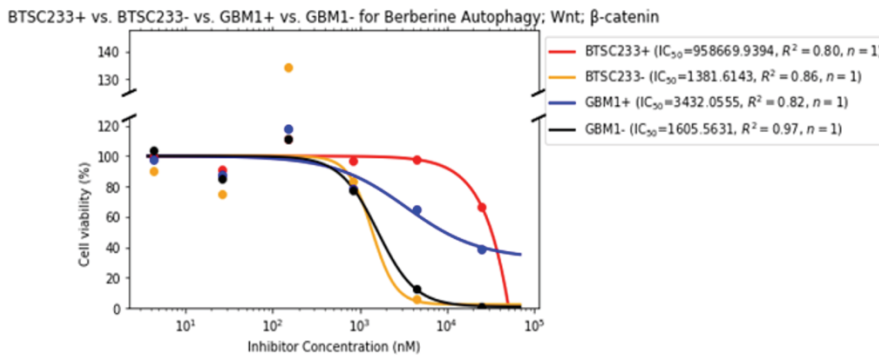 BTSC233+ vs. BTSC233- vs. GBM1+ vs. GBM1- for Berberine Autophagy; Wnt; β-catenin
140
130
120
100
80
60
40
20
0
Cell viability (%)
10¹ 10² 10³ 10⁴ 10⁵
Inhibitor Concentration (nM)
BTSC233+ (IC₅₀=958669.9394, R² = 0.80, n = 1)
BTSC233- (IC₅₀=1381.6143, R² = 0.86, n = 1)
GBM1+ (IC₅₀=3432.0555, R² = 0.82, n = 1)
GBM1- (IC₅₀=1605.5631, R² = 0.97, n = 1)